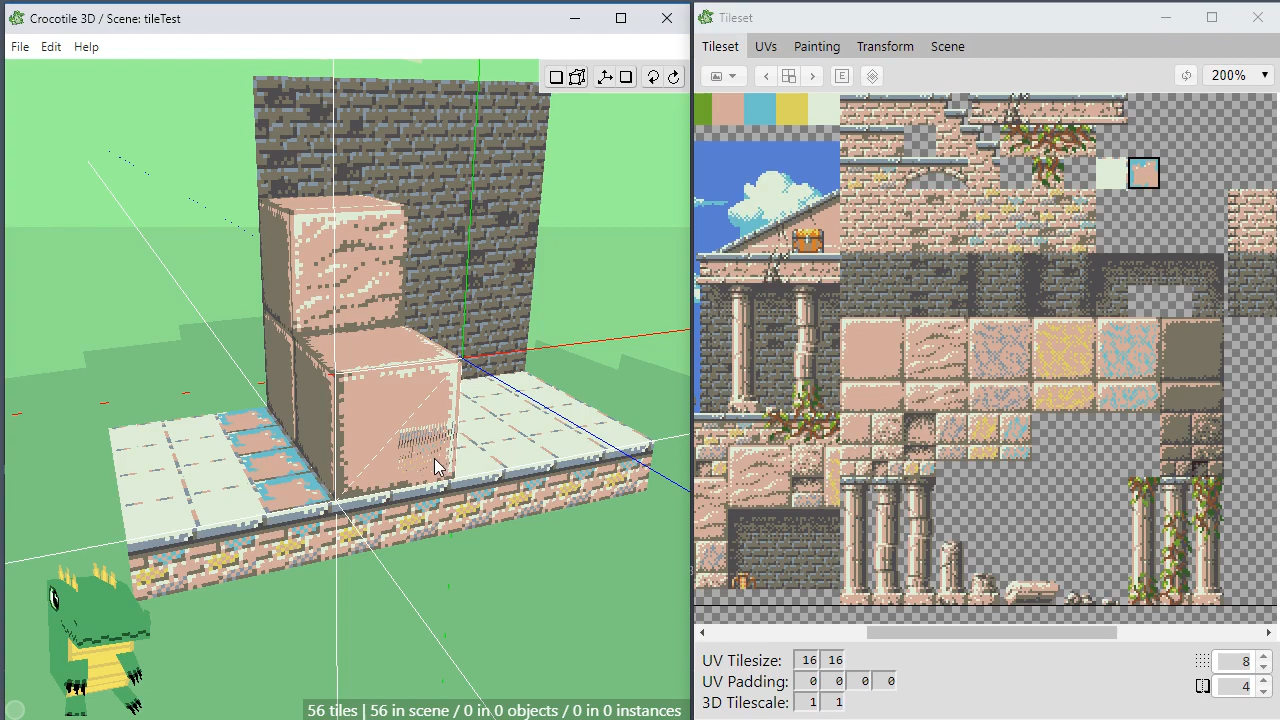 Crocotile 3D / Scene: tileTest
File Edit Help
56 tiles | 56 in scene / 0 in 0 objects / 0 in 0 instances
Tileset
Tileset UVs Painting Transform Scene
E 200%
UV Tilesize: 16 16
UV Padding: 0 0 0 0
3D Tilescale: 1 1
8
4